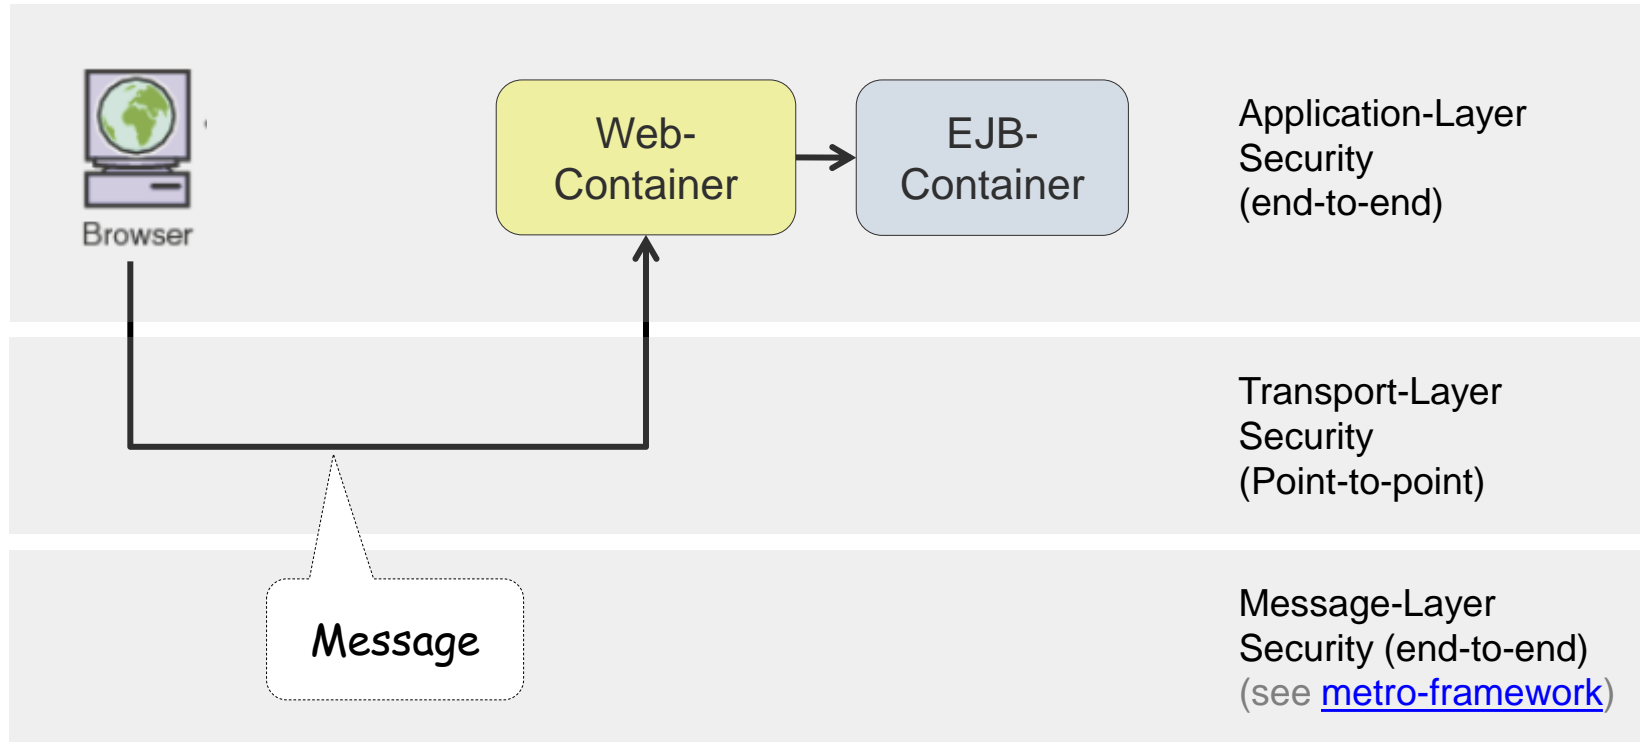 Browser
Web-
Container
EJB-
Container
Application-Layer
Security
(end-to-end)
Transport-Layer
Security
(Point-to-point)
Message
Message-Layer
Security (end-to-end)
(see metro-framework)